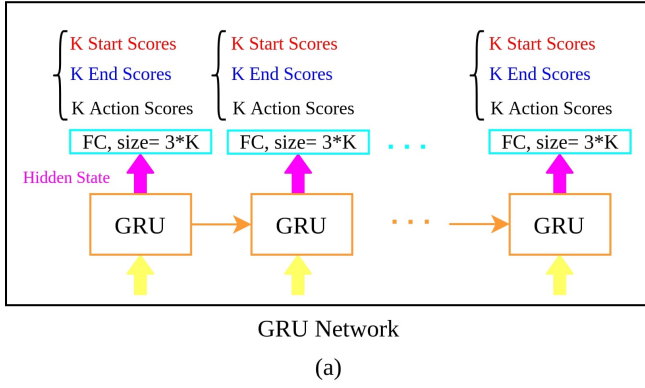 K Start Scores K Start Scores K Start Scores
K End Scores K End Scores K End Scores
K Action Scores K Action Scores K Action Scores
FC, size= 3*K FC, size= 3*K . . . FC, size= 3*K
Hidden State
GRU GRU . . . GRU
GRU Network
(a)